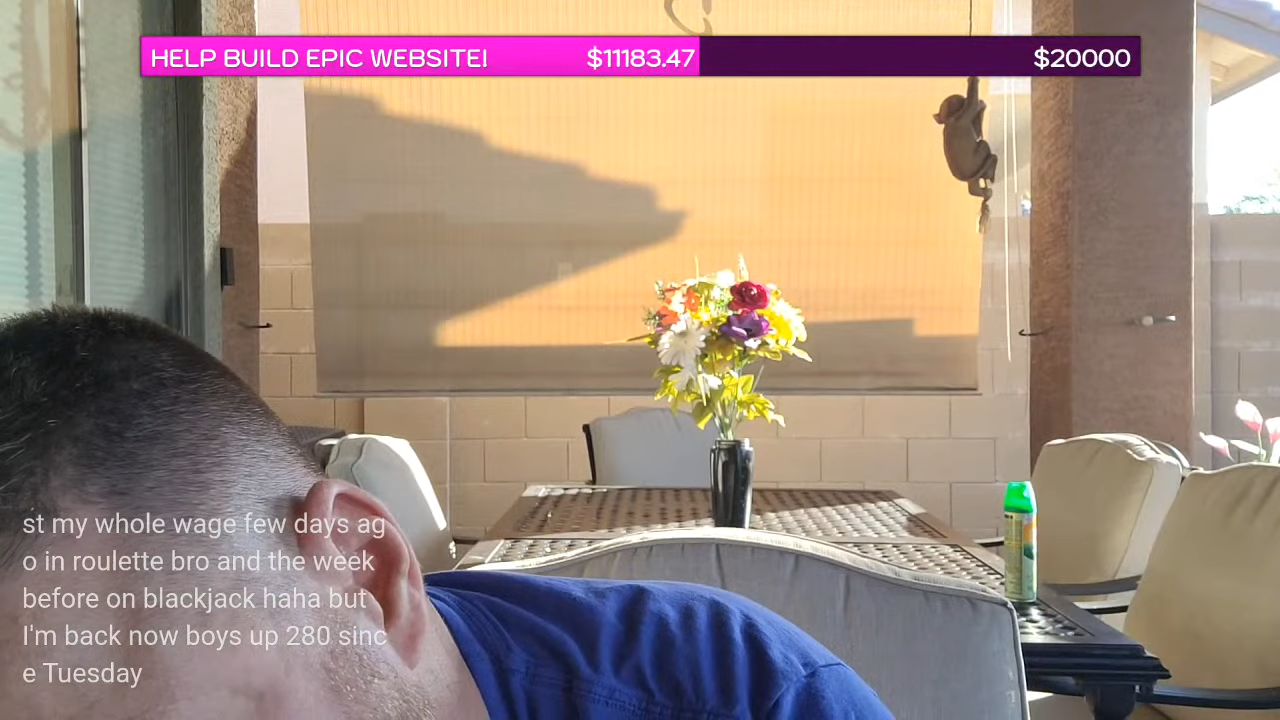 HELP BUILD EPIC WEBSITE! $11183.47 $20000
st my whole wage few days ag
o in roulette bro and the week
before on blackjack haha but
I'm back now boys up 280 sinc
e Tuesday